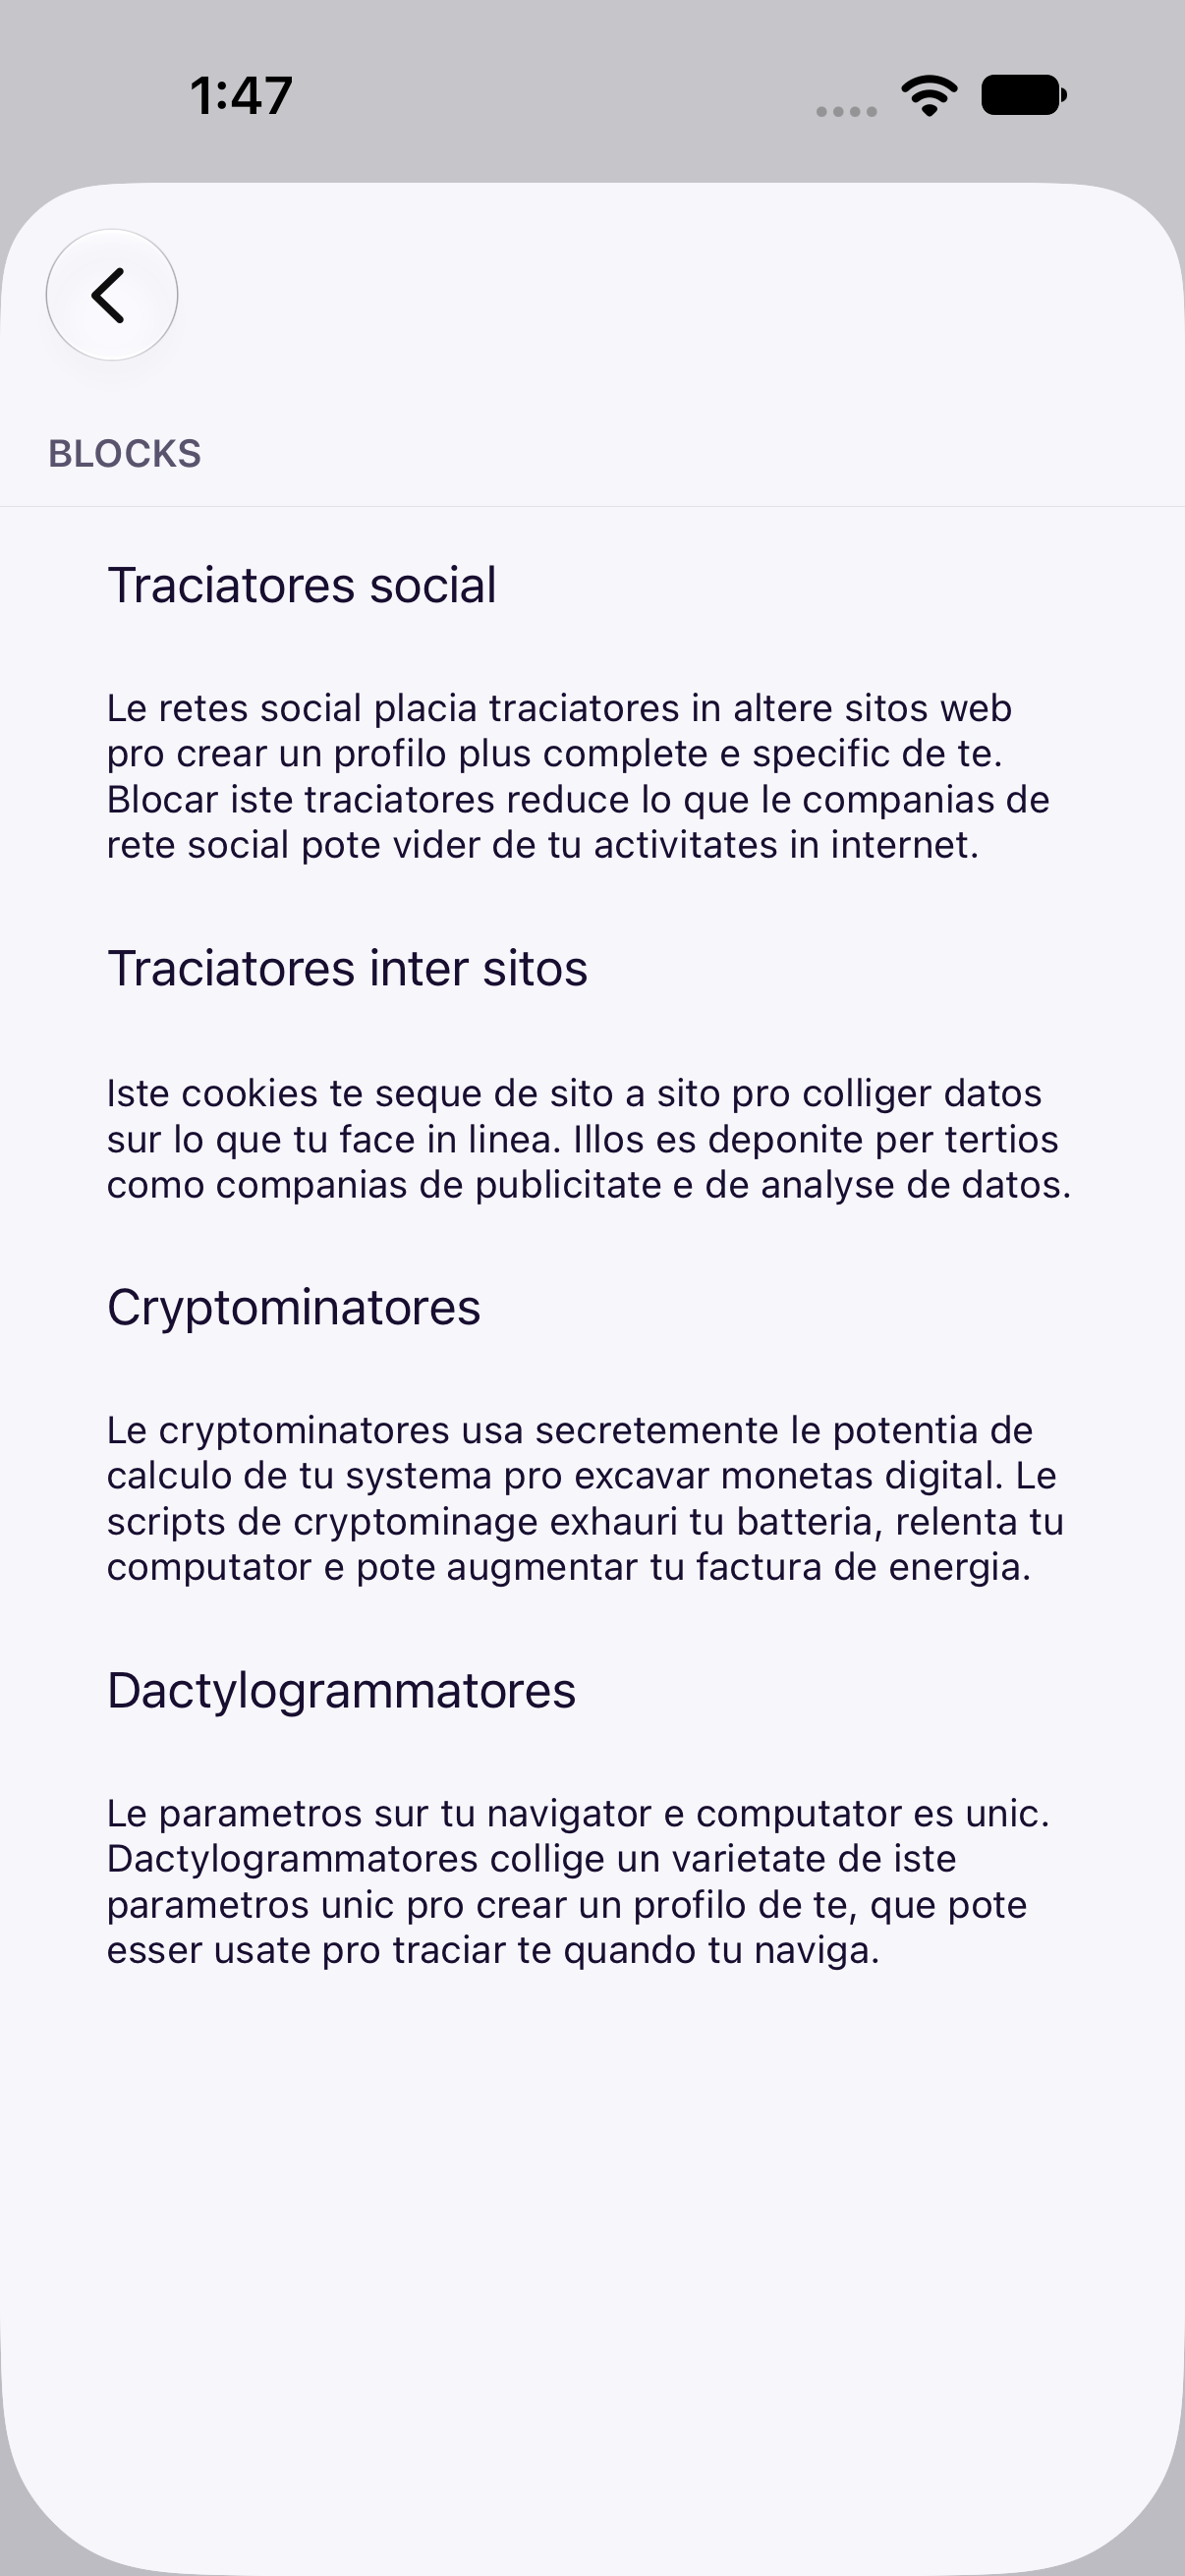 1:47
BLOCKS
Traciatores social
Le retes social placia traciatores in altere sitos web
pro crear un profilo plus complete e specific de te.
Blocar iste traciatores reduce lo que le companias de
rete social pote vider de tu activitates in internet.
Traciatores inter sitos
Iste cookies te seque de sito a sito pro colliger datos
sur lo que tu face in linea. Illos es deponite per tertios
como companias de publicitate e de analyse de datos.
Cryptominatores
Le cryptominatores usa secretemente le potentia de
calculo de tu systema pro excavar monetas digital. Le
scripts de cryptominage exhauri tu batteria, relenta tu
computator e pote augmentar tu factura de energia.
Dactylogrammatores
Le parametros sur tu navigator e computator es unic.
Dactylogrammatores collige un varietate de iste
parametros unic pro crear un profilo de te, que pote
esser usate pro traciar te quando tu naviga.